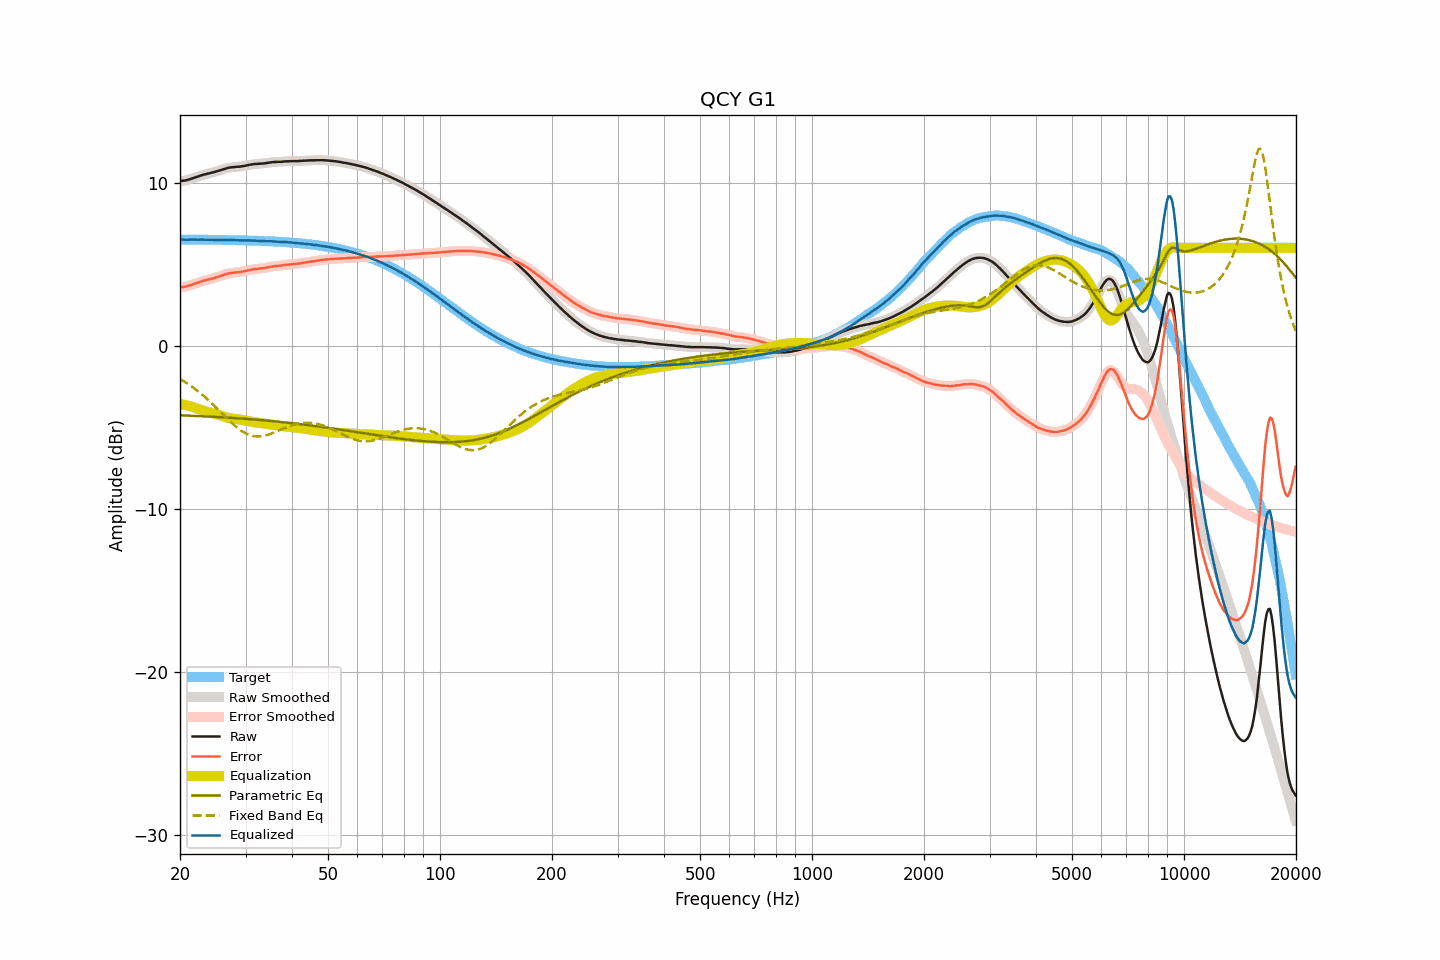 QCY G1
Amplitude (dBr)
10
0
−10
−20
−30
Target
Raw Smoothed
Error Smoothed
Raw
Error
Equalization
Parametric Eq
Fixed Band Eq
Equalized
20 50 100 200 500 1000 2000 5000 10000 20000
Frequency (Hz)